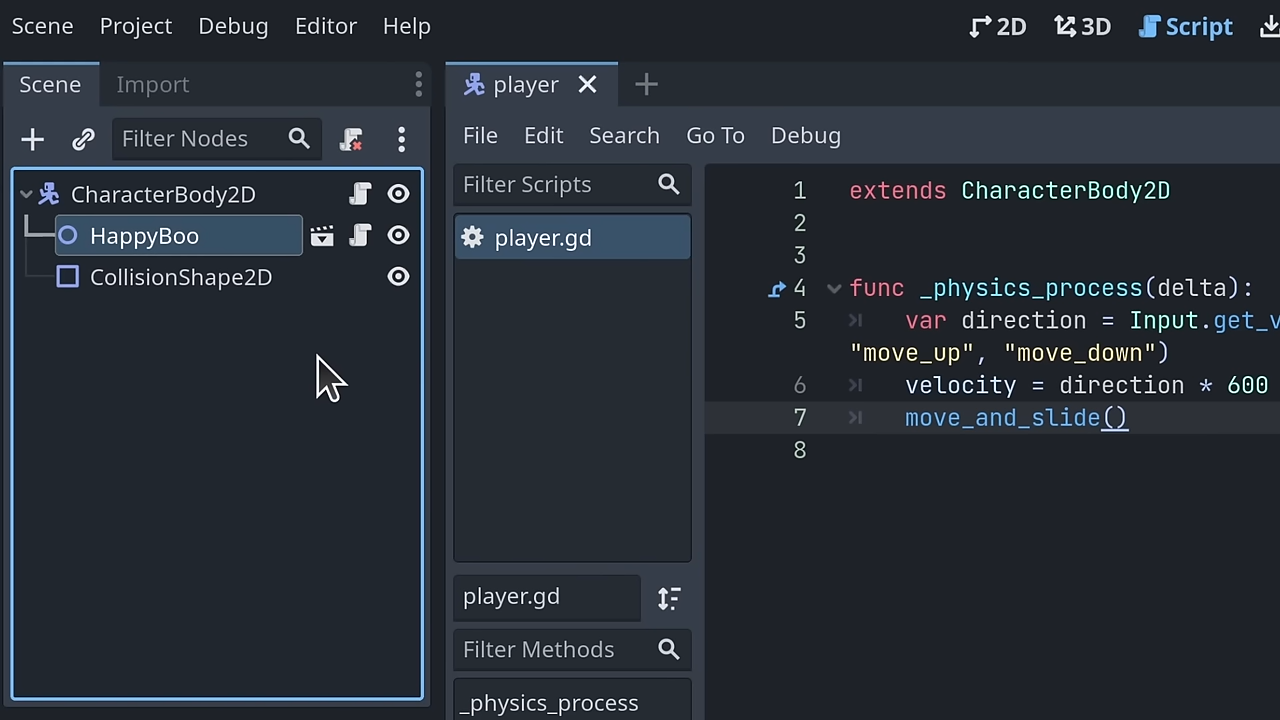 Scene Project Debug Editor Help 2D 3D Script
Scene Import player
Filter Nodes
File Edit Search Go To Debug
CharacterBody2D
HappyBoo
CollisionShape2D
Filter Scripts
player.gd
player.gd
Filter Methods
_physics_process
1 extends CharacterBody2D
2
3
4 func _physics_process(delta):
5 var direction = Input.get_v
"move_up", "move_down")
6 velocity = direction * 600
7 move_and_slide()
8